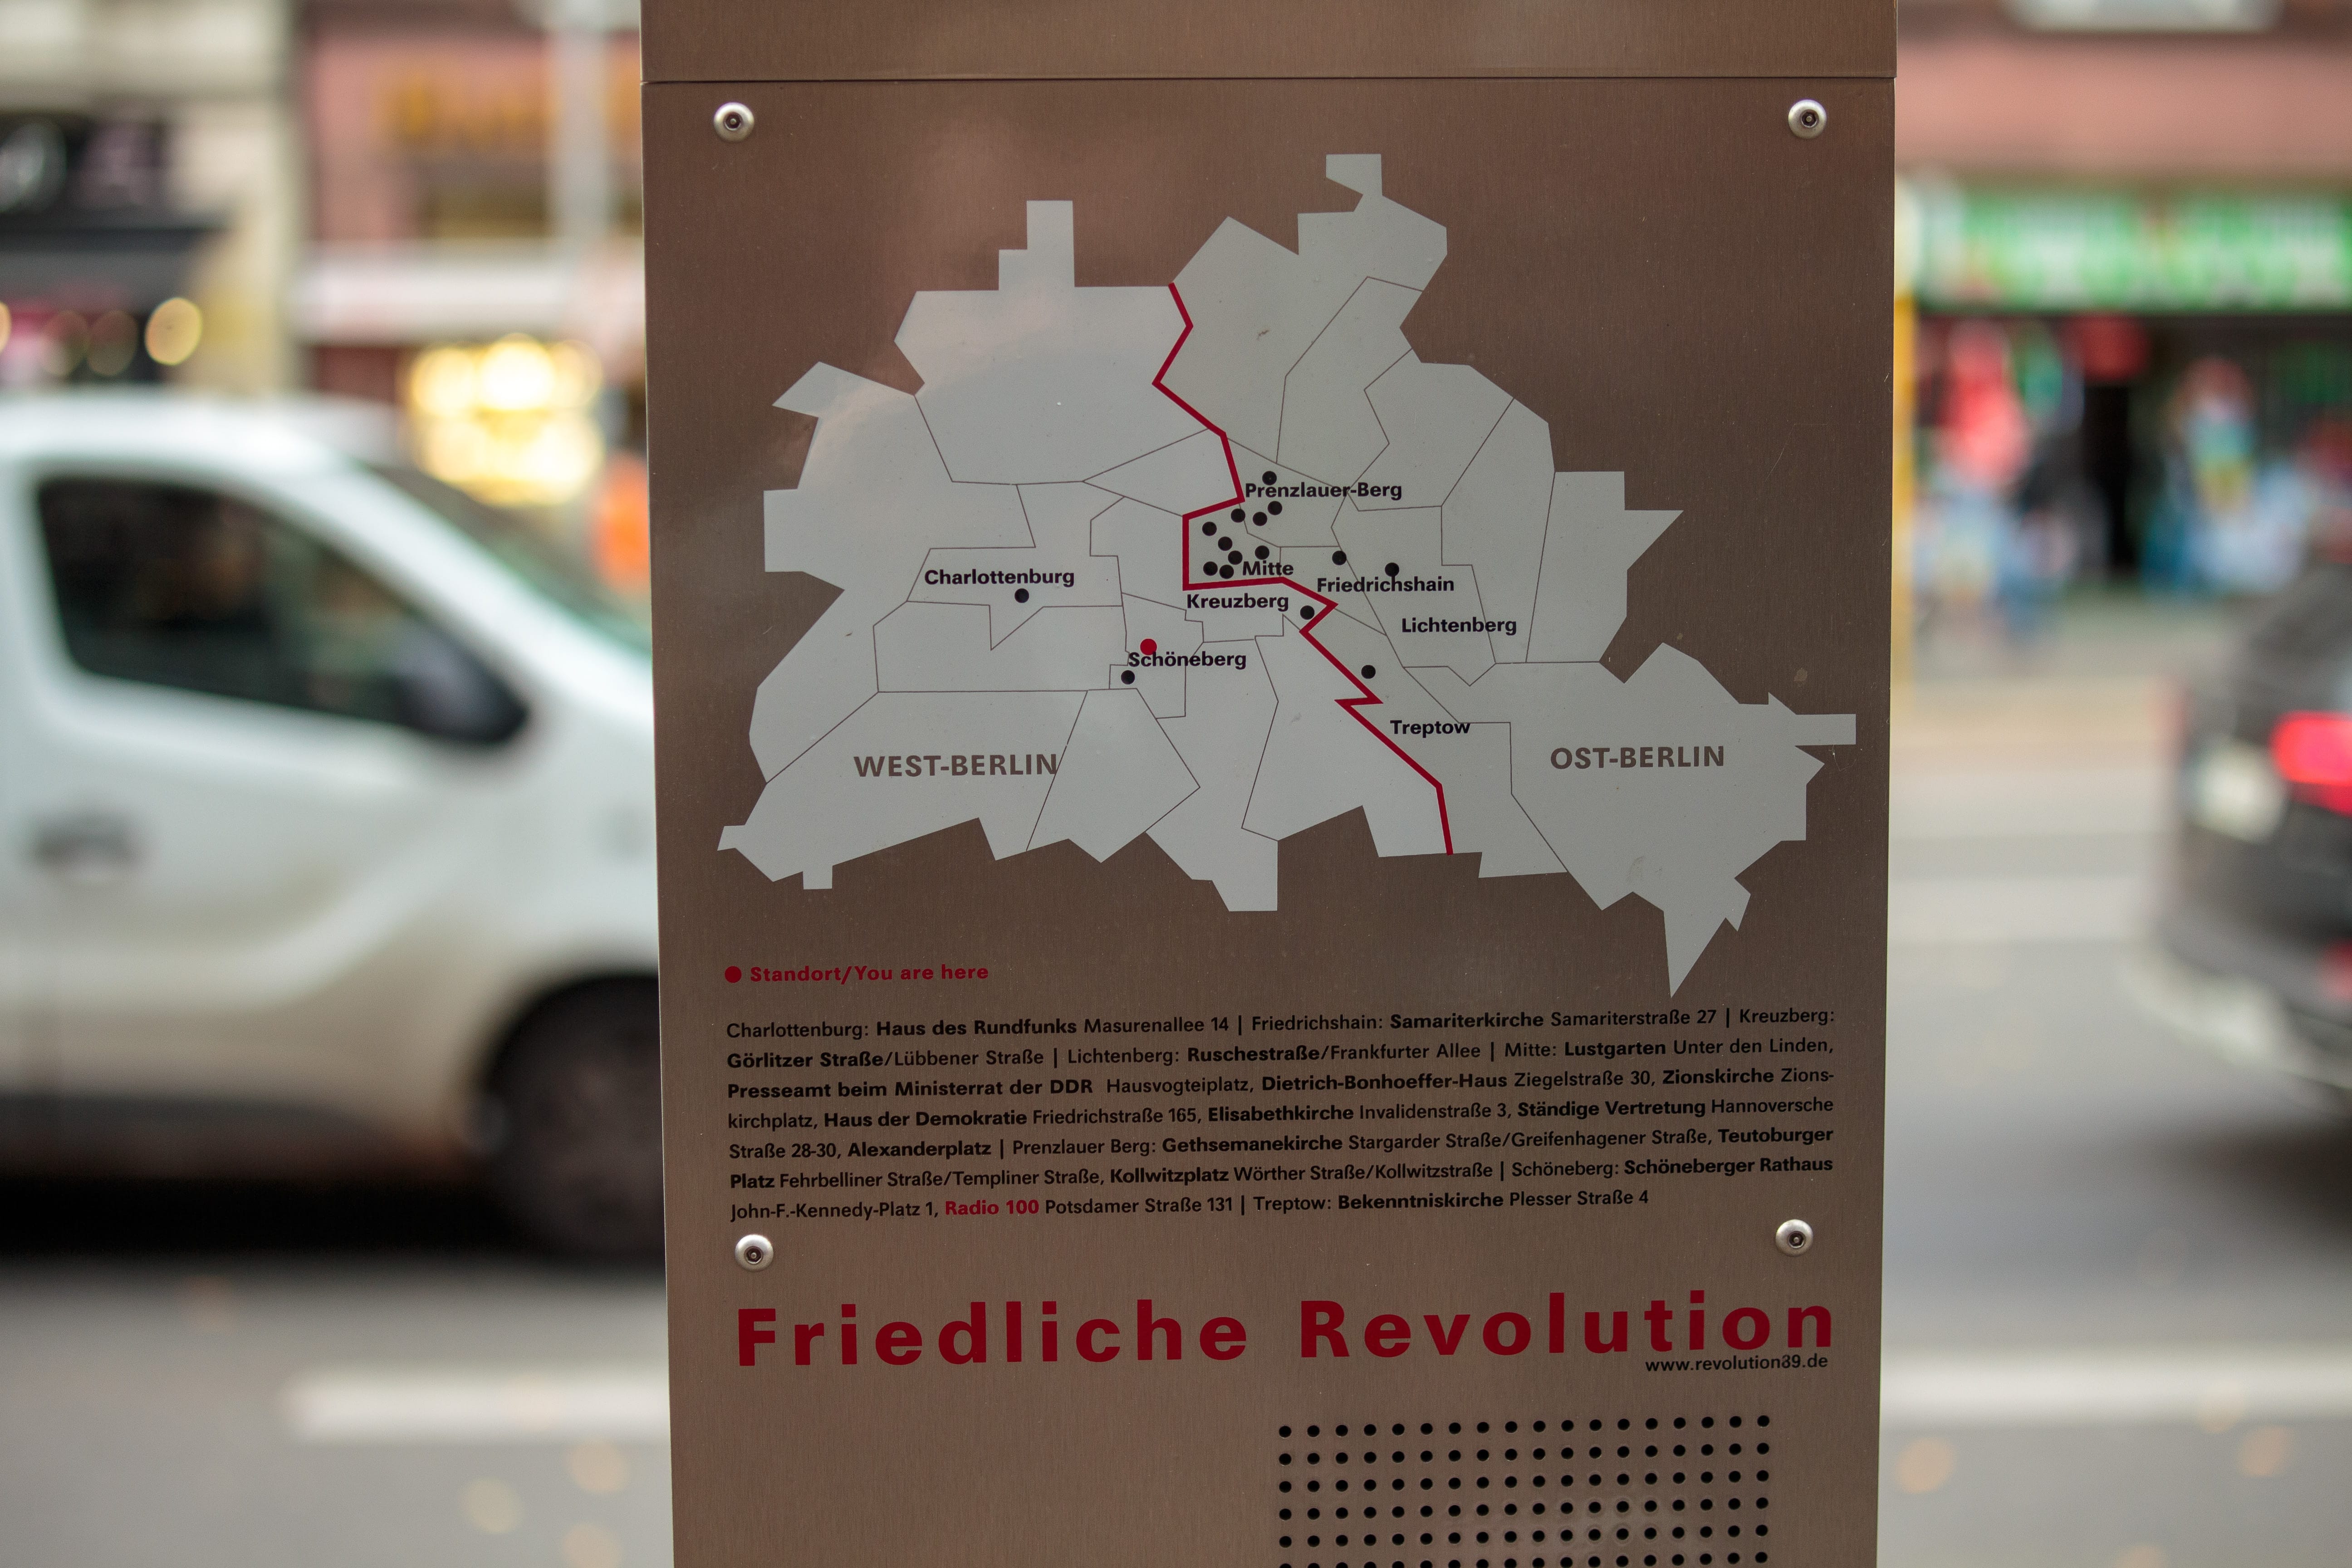 Prenzlauer-Berg
Mitte
Charlottenburg
Friedrichshain
Kreuzberg
Lichtenberg
Schöneberg
Treptow
WEST-BERLIN
OST-BERLIN
Standort/You are here
Charlottenburg: Haus des Rundfunks Masurenallee 14 | Friedrichshain: Samariterkirche Samariterstraße 27 | Kreuzberg:
Görlitzer Straße/Lübbener Straße | Lichtenberg: Ruschestraße/Frankfurter Allee | Mitte: Lustgarten Unter den Linden,
Presseamt beim Ministerrat der DDR Hausvogteiplatz, Dietrich-Bonhoeffer-Haus Ziegelstraße 30, Zionskirche Zions-
kirchplatz, Haus der Demokratie Friedrichstraße 165, Elisabethkirche Invalidenstraße 3, Ständige Vertretung Hannoversche
Straße 28-30, Alexanderplatz | Prenzlauer Berg: Gethsemanekirche Stargarder Straße/Greifenhagener Straße, Teutoburger
Platz Fehrbelliner Straße/Templiner Straße, Kollwitzplatz Wörther Straße/Kollwitzstraße | Schöneberg: Schöneberger Rathaus
John-F.-Kennedy-Platz 1, Radio 100 Potsdamer Straße 131 | Treptow: Bekenntniskirche Plesser Straße 4
Friedliche Revolution
www.revolution89.de